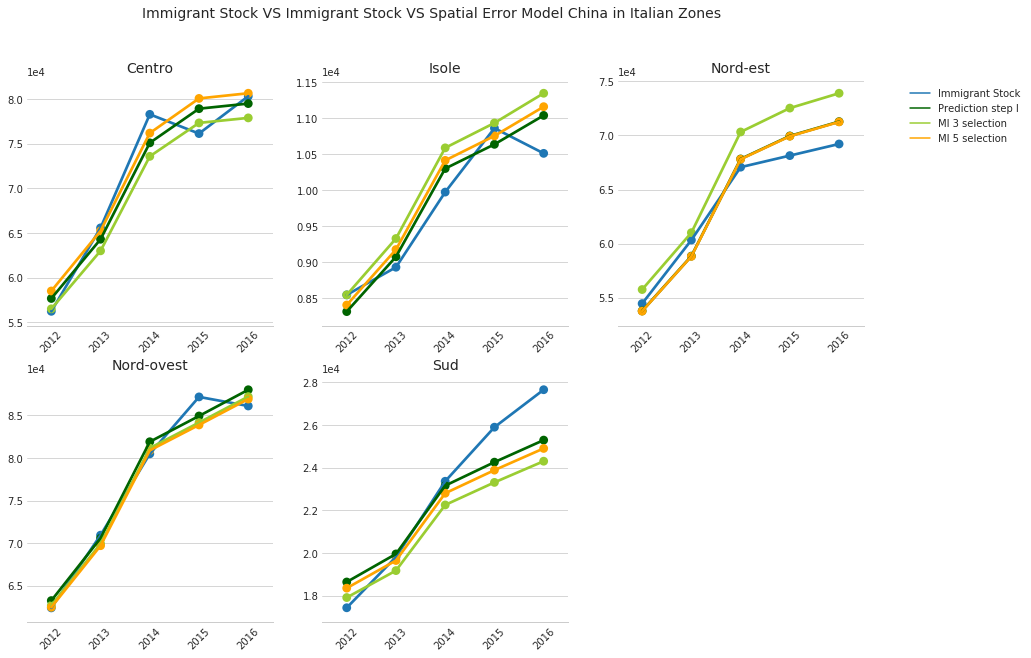 Immigrant Stock VS Immigrant Stock VS Spatial Error Model China in Italian Zones
Centro
1e4
8.0
7.5
7.0
6.5
6.0
5.5
2012 2013 2014 2015 2016
Isole
1e4
1.15
1.10
1.05
1.00
0.95
0.90
0.85
2012 2013 2014 2015 2016
Nord-est
1e4
7.5
7.0
6.5
6.0
5.5
2012 2013 2014 2015 2016
Immigrant Stock
Prediction step I
MI 3 selection
MI 5 selection
Nord-ovest
1e4
8.5
8.0
7.5
7.0
6.5
2012 2013 2014 2015 2016
Sud
1e4
2.8
2.6
2.4
2.2
2.0
1.8
2012 2013 2014 2015 2016